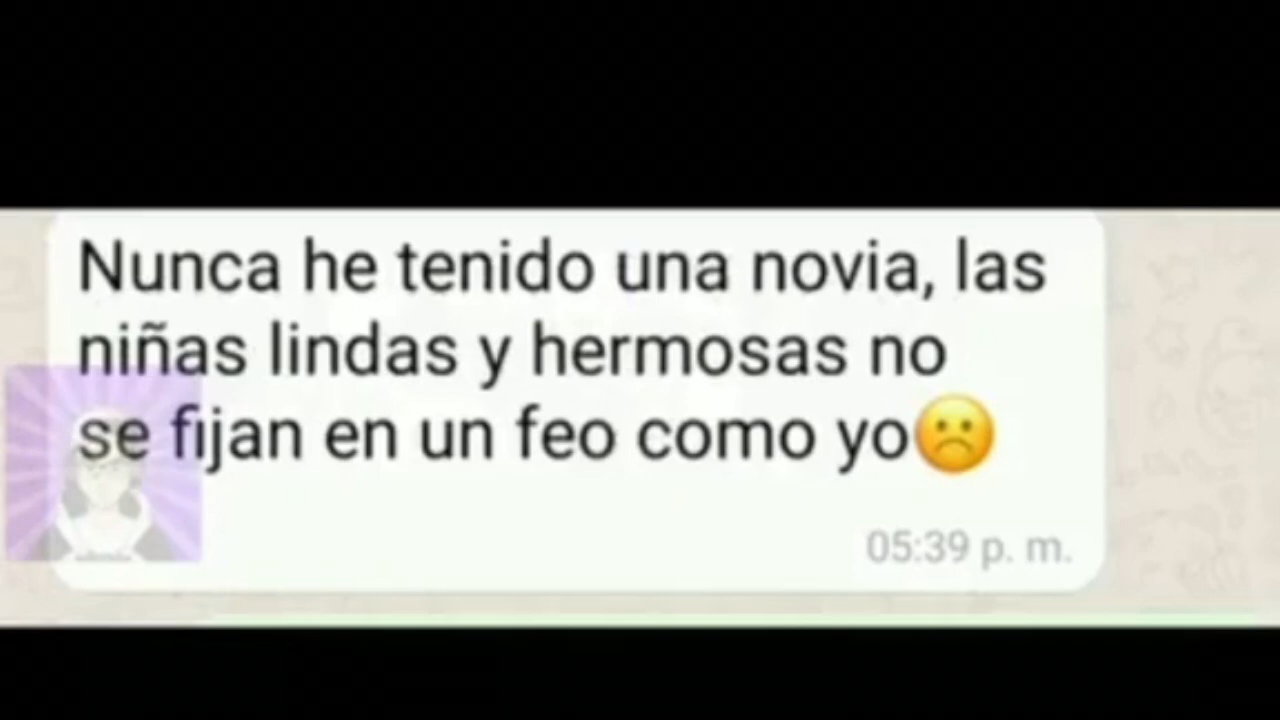 Nunca he tenido una novia, las
niñas lindas y hermosas no
se fijan en un feo como yo☹️
05:39 p. m.